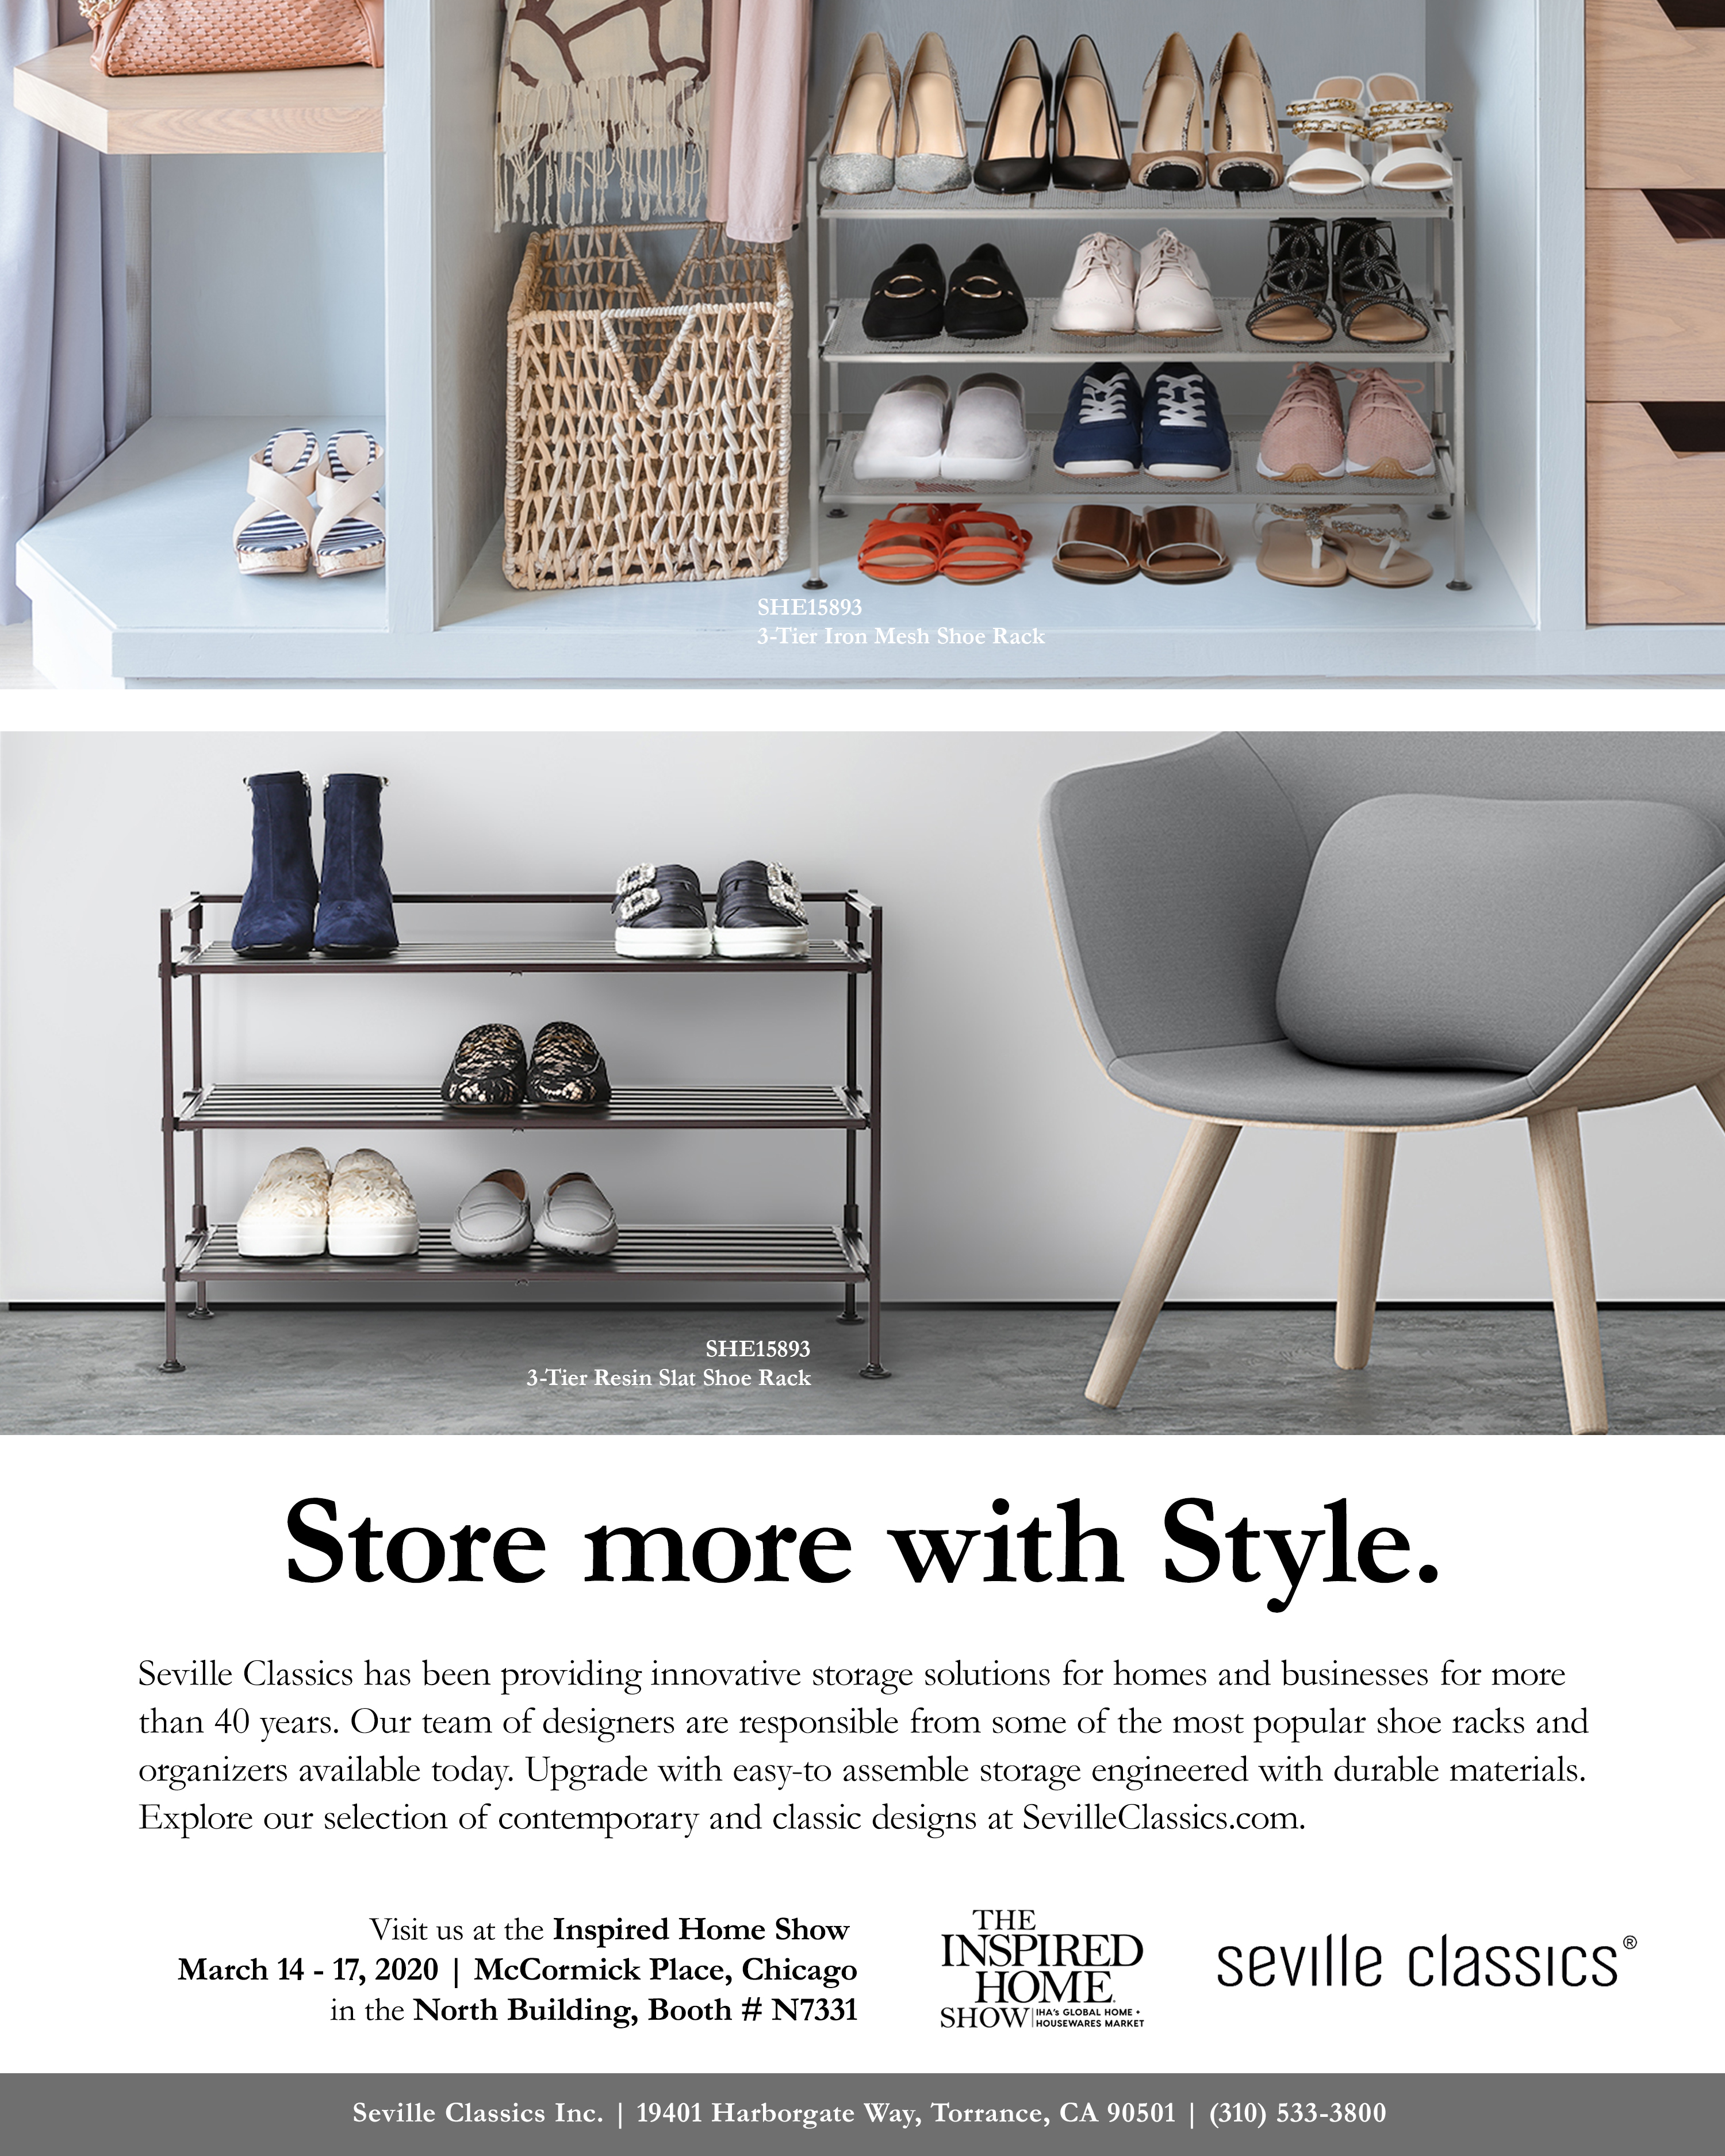 SHE15893
3-Tier Iron Mesh Shoe Rack
SHE15893
3-Tier Resin Slat Shoe Rack
Store more with Style.
Seville Classics has been providing innovative storage solutions for homes and businesses for more
than 40 years. Our team of designers are responsible from some of the most popular shoe racks and
organizers available today. Upgrade with easy-to assemble storage engineered with durable materials.
Explore our selection of contemporary and classic designs at SevilleClassics.com.
Visit us at the Inspired Home Show
March 14 - 17, 2020 | McCormick Place, Chicago
in the North Building, Booth # N7331
THE
INSPIRED
HOME
SHOW
IHA's GLOBAL HOME +
HOUSEWARES MARKET
seville classics®
Seville Classics Inc. | 19401 Harborgate Way, Torrance, CA 90501 | (310) 533-3800